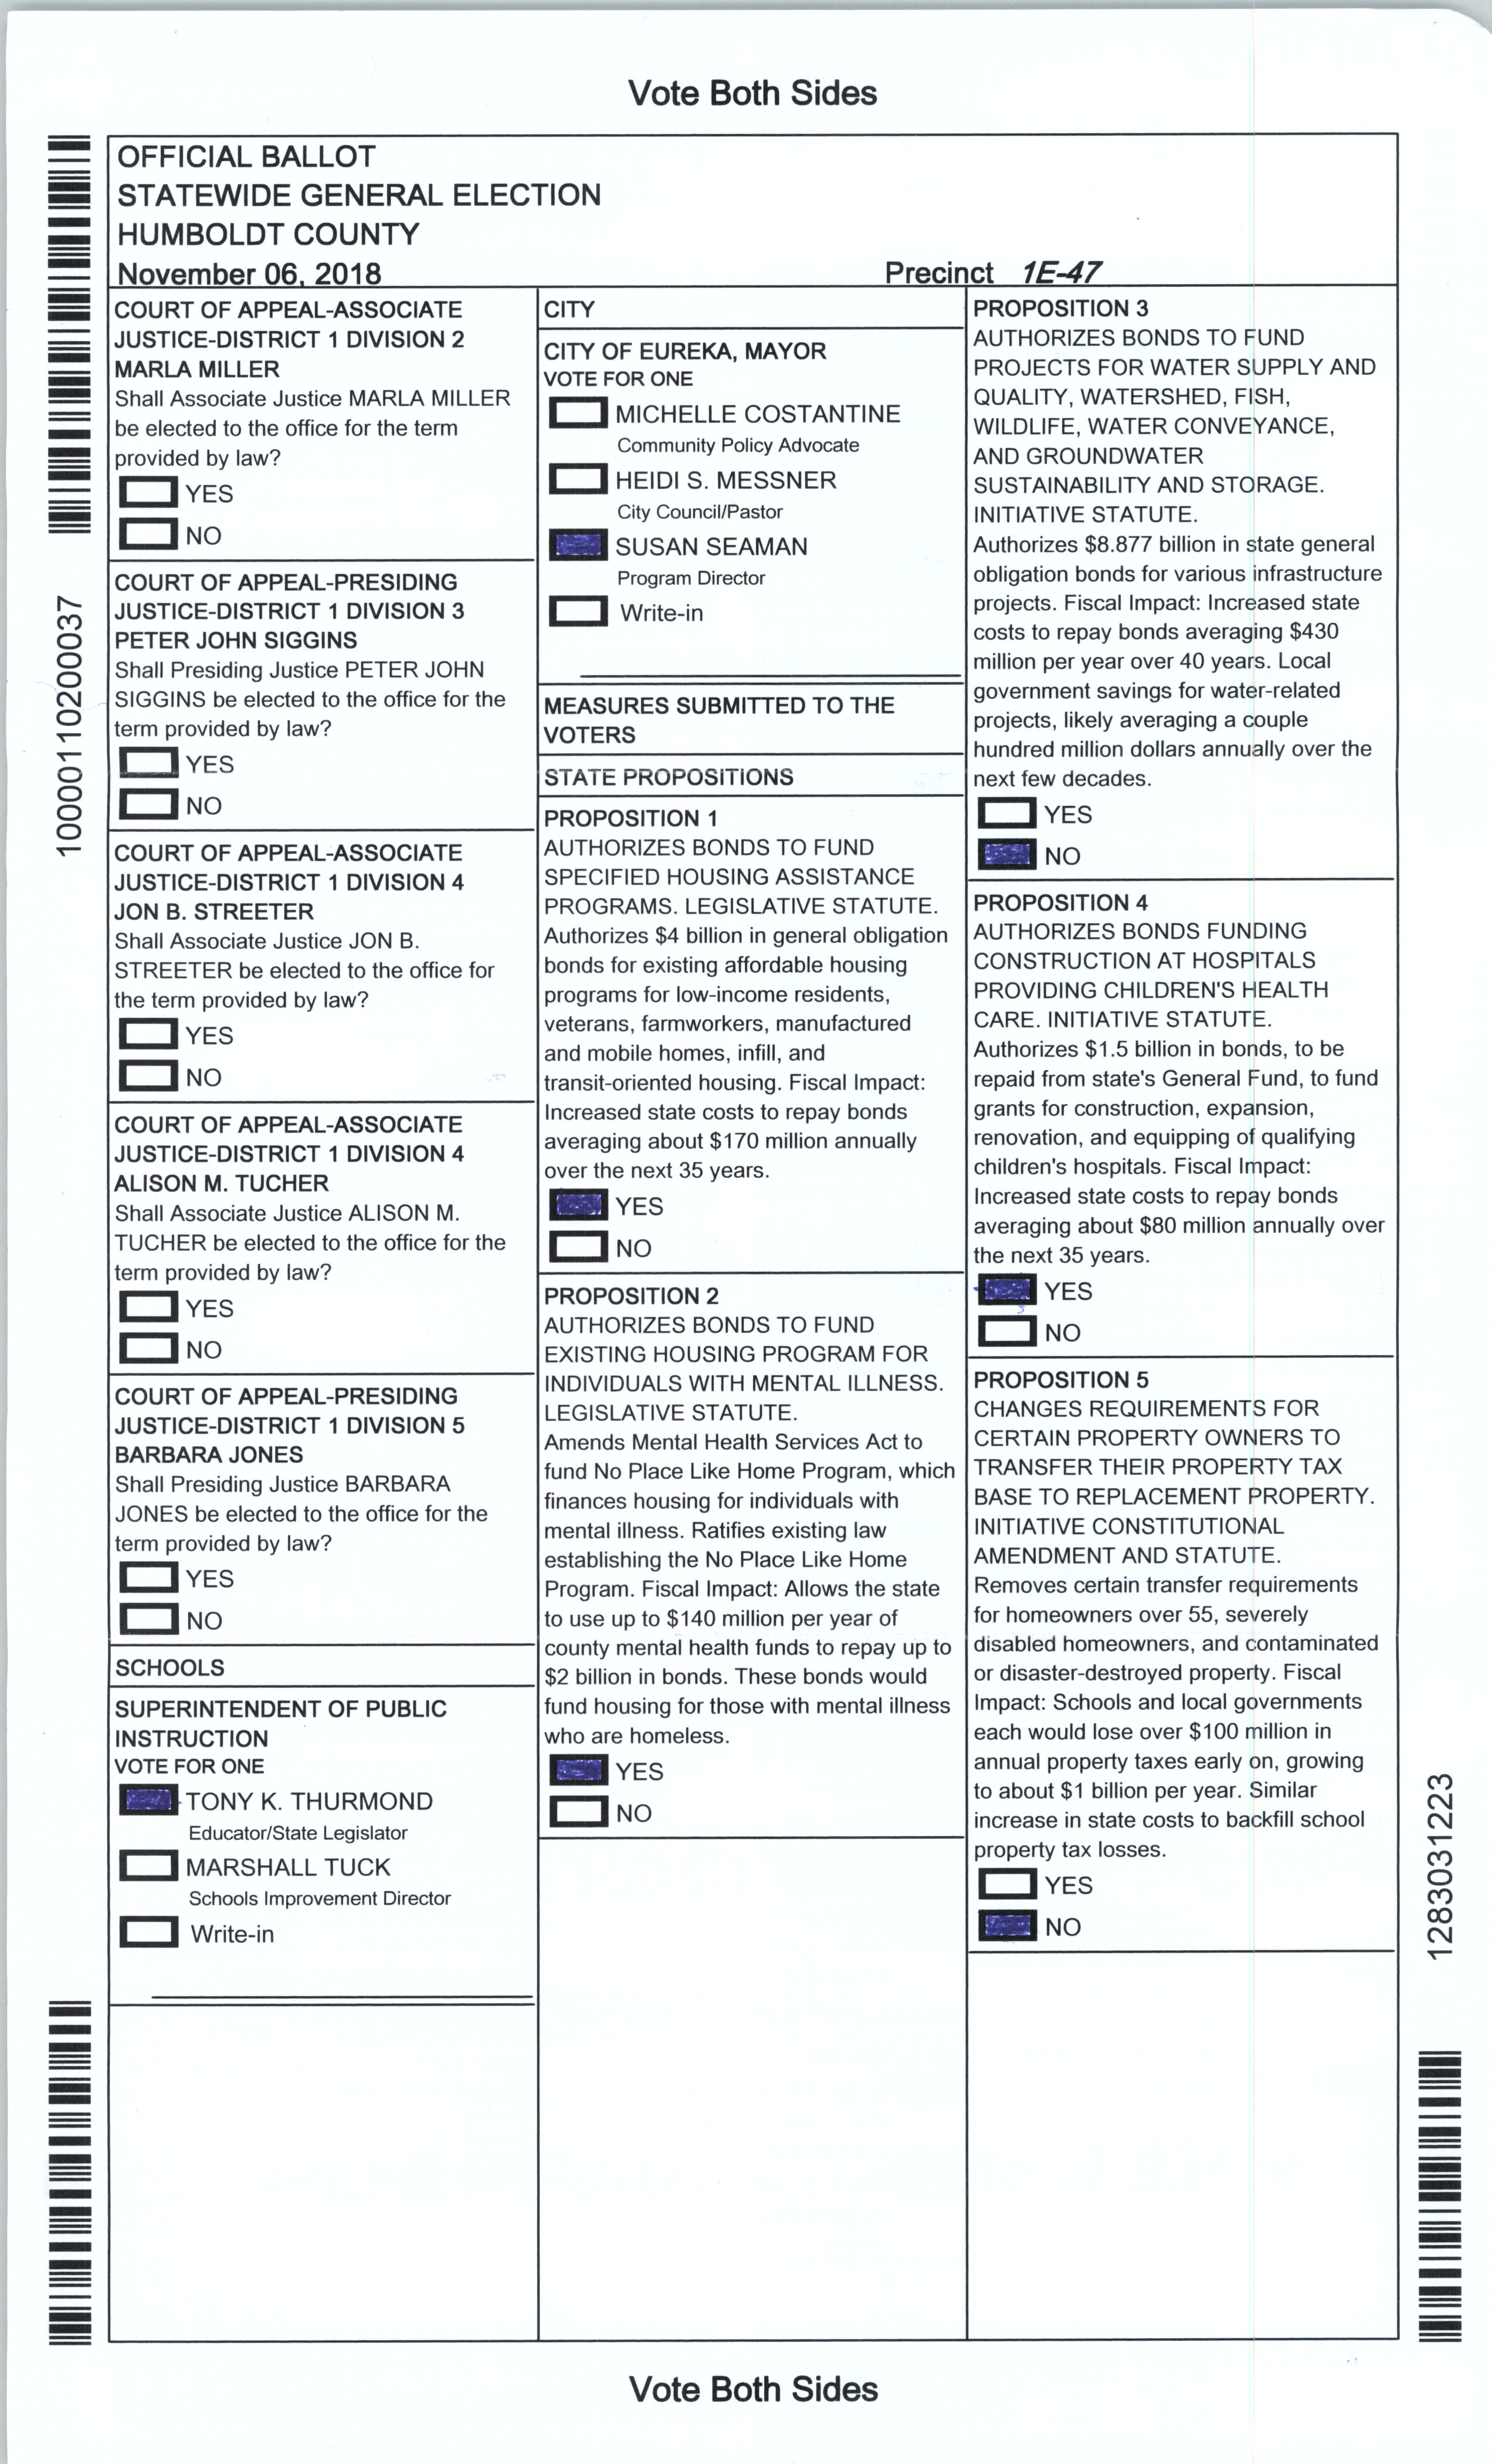 Vote Both Sides
OFFICIAL BALLOT
STATEWIDE GENERAL ELECTION
HUMBOLDT COUNTY
November 06, 2018
Precinct 1E-47
10000110200037
COURT OF APPEAL-ASSOCIATE
JUSTICE-DISTRICT 1 DIVISION 2
MARLA MILLER
Shall Associate Justice MARLA MILLER
be elected to the office for the term
provided by law?
YES
NO
COURT OF APPEAL-PRESIDING
JUSTICE-DISTRICT 1 DIVISION 3
PETER JOHN SIGGINS
Shall Presiding Justice PETER JOHN
SIGGINS be elected to the office for the
term provided by law?
YES
NO
COURT OF APPEAL-ASSOCIATE
JUSTICE-DISTRICT 1 DIVISION 4
JON B. STREETER
Shall Associate Justice JON B.
STREETER be elected to the office for
the term provided by law?
YES
NO
COURT OF APPEAL-ASSOCIATE
JUSTICE-DISTRICT 1 DIVISION 4
ALISON M. TUCHER
Shall Associate Justice ALISON M.
TUCHER be elected to the office for the
term provided by law?
YES
NO
COURT OF APPEAL-PRESIDING
JUSTICE-DISTRICT 1 DIVISION 5
BARBARA JONES
Shall Presiding Justice BARBARA
JONES be elected to the office for the
term provided by law?
YES
NO
SCHOOLS
SUPERINTENDENT OF PUBLIC
INSTRUCTION
VOTE FOR ONE
TONY K. THURMOND
Educator/State Legislator
MARSHALL TUCK
Schools Improvement Director
Write-in
CITY
CITY OF EUREKA, MAYOR
VOTE FOR ONE
MICHELLE COSTANTINE
Community Policy Advocate
HEIDI S. MESSNER
City Council/Pastor
SUSAN SEAMAN
Program Director
Write-in
MEASURES SUBMITTED TO THE
VOTERS
STATE PROPOSITIONS
PROPOSITION 1
AUTHORIZES BONDS TO FUND
SPECIFIED HOUSING ASSISTANCE
PROGRAMS. LEGISLATIVE STATUTE.
Authorizes $4 billion in general obligation
bonds for existing affordable housing
programs for low-income residents,
veterans, farmworkers, manufactured
and mobile homes, infill, and
transit-oriented housing. Fiscal Impact:
Increased state costs to repay bonds
averaging about $170 million annually
over the next 35 years.
YES
NO
PROPOSITION 2
AUTHORIZES BONDS TO FUND
EXISTING HOUSING PROGRAM FOR
INDIVIDUALS WITH MENTAL ILLNESS.
LEGISLATIVE STATUTE.
Amends Mental Health Services Act to
fund No Place Like Home Program, which
finances housing for individuals with
mental illness. Ratifies existing law
establishing the No Place Like Home
Program. Fiscal Impact: Allows the state
to use up to $140 million per year of
county mental health funds to repay up to
$2 billion in bonds. These bonds would
fund housing for those with mental illness
who are homeless.
YES
NO
PROPOSITION 3
AUTHORIZES BONDS TO FUND
PROJECTS FOR WATER SUPPLY AND
QUALITY, WATERSHED, FISH,
WILDLIFE, WATER CONVEYANCE,
AND GROUNDWATER
SUSTAINABILITY AND STORAGE.
INITIATIVE STATUTE.
Authorizes $8.877 billion in state general
obligation bonds for various infrastructure
projects. Fiscal Impact: Increased state
costs to repay bonds averaging $430
million per year over 40 years. Local
government savings for water-related
projects, likely averaging a couple
hundred million dollars annually over the
next few decades.
YES
NO
PROPOSITION 4
AUTHORIZES BONDS FUNDING
CONSTRUCTION AT HOSPITALS
PROVIDING CHILDREN'S HEALTH
CARE. INITIATIVE STATUTE.
Authorizes $1.5 billion in bonds, to be
repaid from state's General Fund, to fund
grants for construction, expansion,
renovation, and equipping of qualifying
children's hospitals. Fiscal Impact:
Increased state costs to repay bonds
averaging about $80 million annually over
the next 35 years.
YES
NO
PROPOSITION 5
CHANGES REQUIREMENTS FOR
CERTAIN PROPERTY OWNERS TO
TRANSFER THEIR PROPERTY TAX
BASE TO REPLACEMENT PROPERTY.
INITIATIVE CONSTITUTIONAL
AMENDMENT AND STATUTE.
Removes certain transfer requirements
for homeowners over 55, severely
disabled homeowners, and contaminated
or disaster-destroyed property. Fiscal
Impact: Schools and local governments
each would lose over $100 million in
annual property taxes early on, growing
to about $1 billion per year. Similar
increase in state costs to backfill school
property tax losses.
YES
NO
1283031223
Vote Both Sides